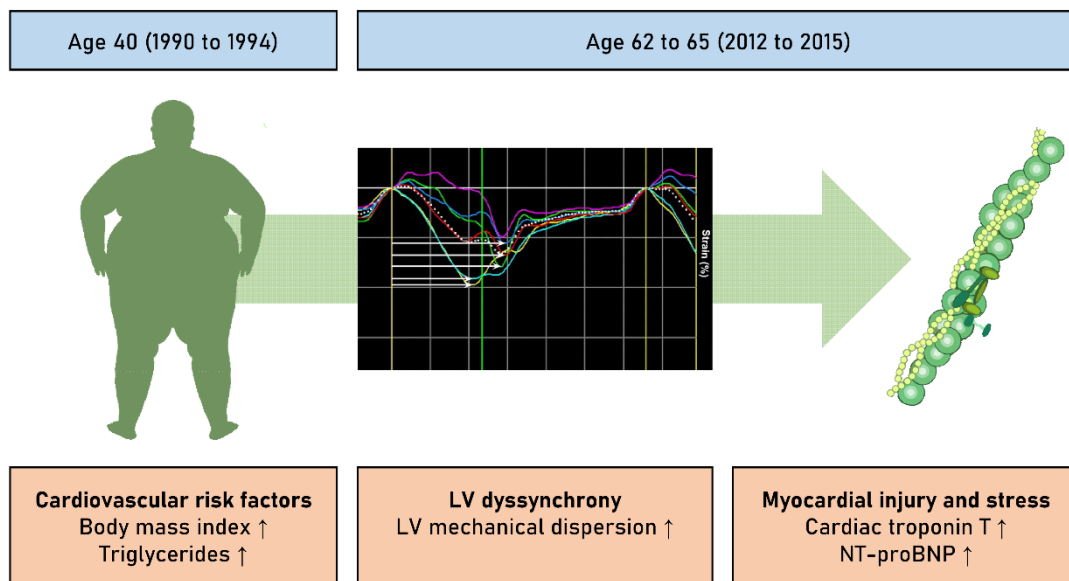 Age 40 (1990 to 1994)
Age 62 to 65 (2012 to 2015)
Strain (%)
Cardiovascular risk factors
Body mass index ↑
Triglycerides ↑
LV dyssynchrony
LV mechanical dispersion ↑
Myocardial injury and stress
Cardiac troponin T ↑
NT-proBNP ↑